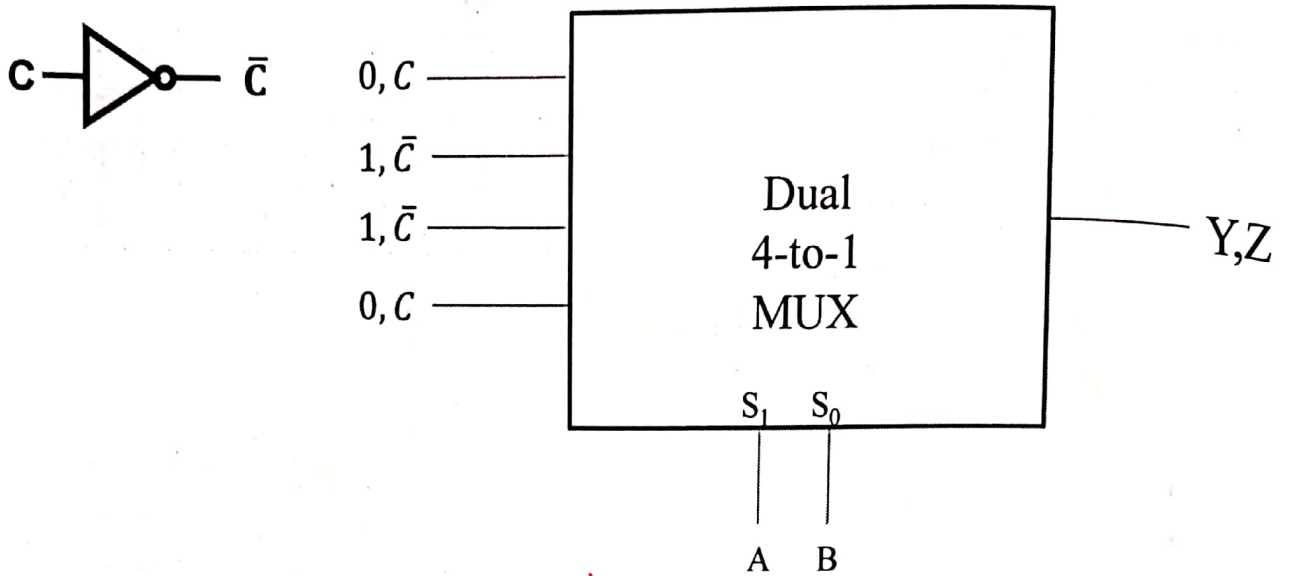 C C̄
0, C
1, C̄
1, C̄
0, C
Dual
4-to-1
MUX
Y,Z
S₁ S₀
A B